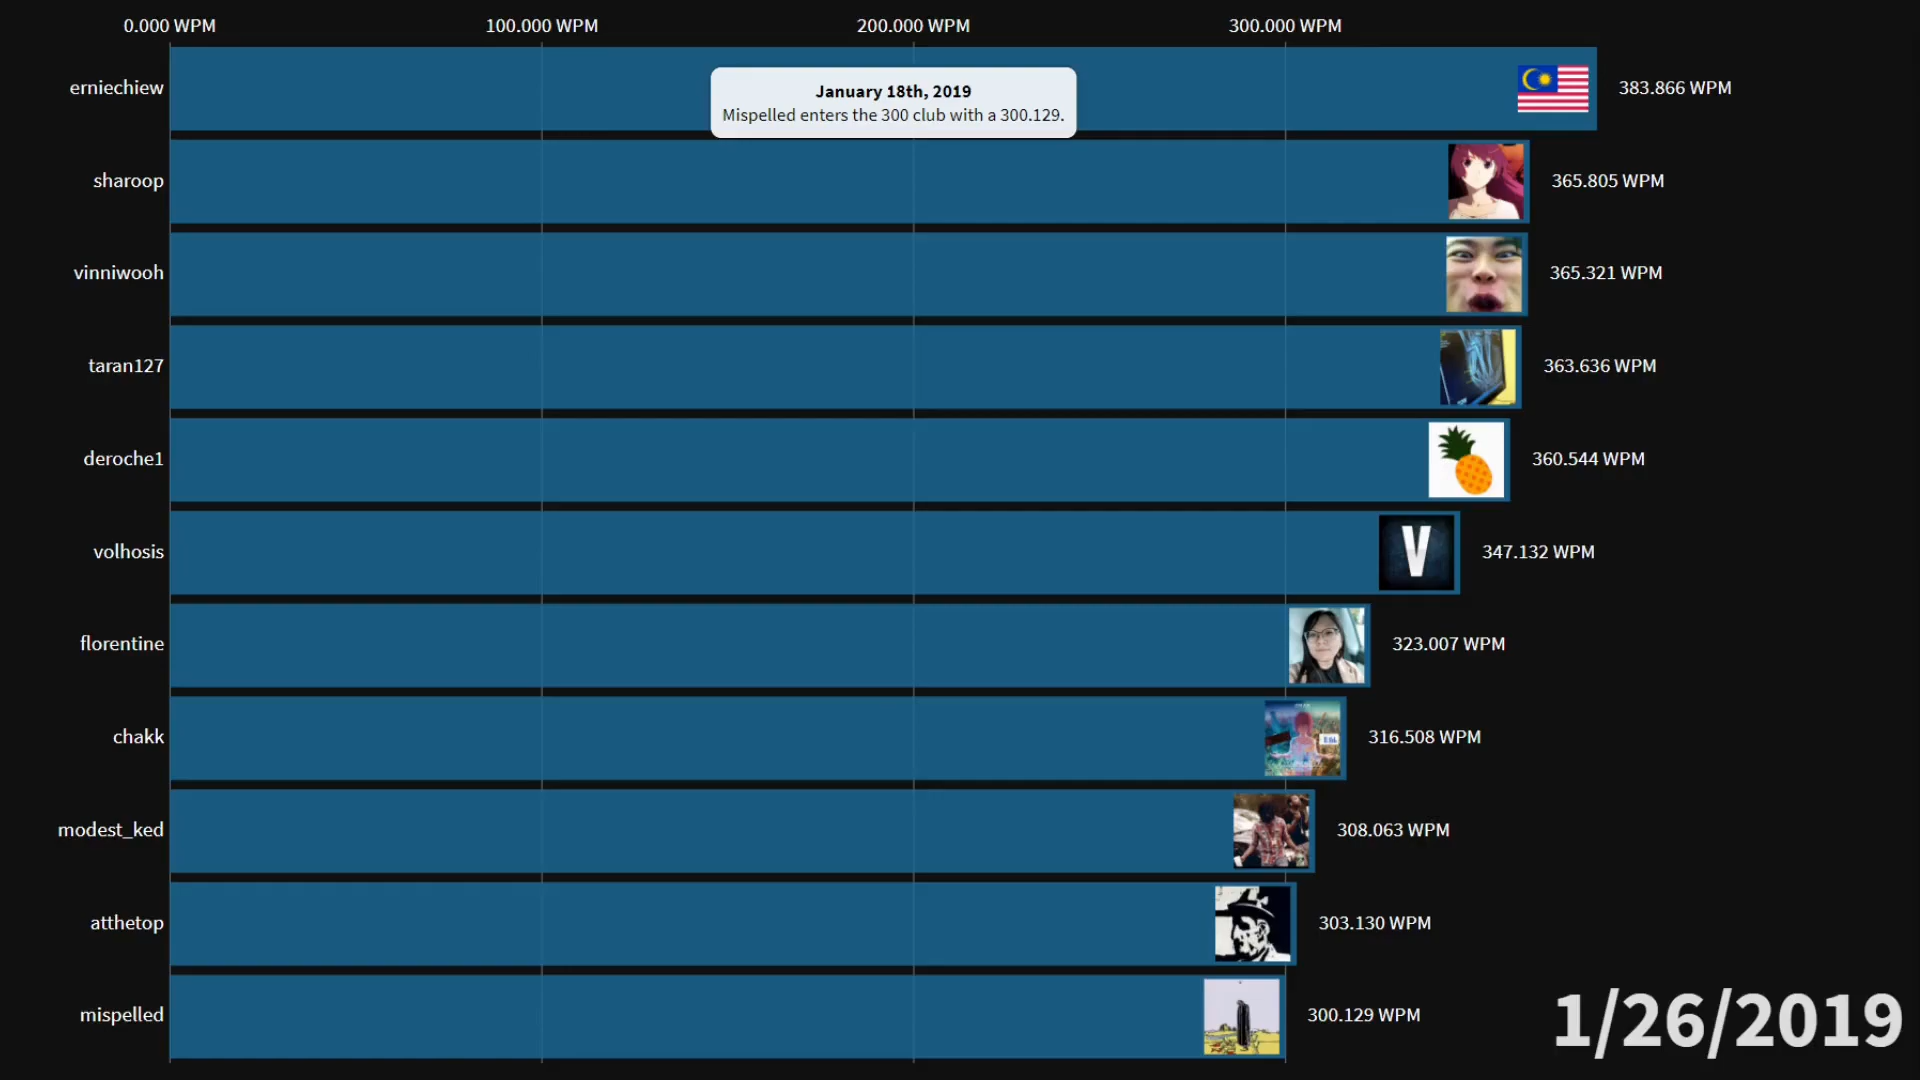 0.000 WPM 100.000 WPM 200.000 WPM 300.000 WPM
erniechiew 383.866 WPM
January 18th, 2019
Mispelled enters the 300 club with a 300.129.
sharoop 365.805 WPM
vinniwooh 365.321 WPM
taran127 363.636 WPM
deroche1 360.544 WPM
volhosis V 347.132 WPM
florentine 323.007 WPM
chakk 316.508 WPM
modest_ked 308.063 WPM
atthetop 303.130 WPM
mispelled 300.129 WPM
1/26/2019